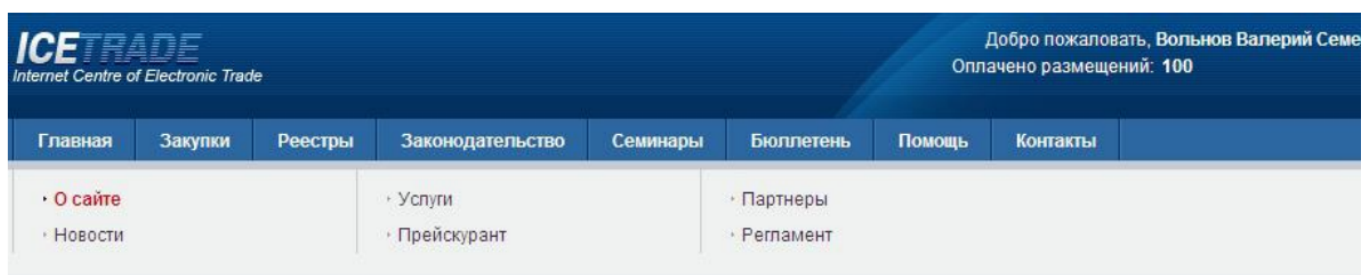 ICETRADE
Internet Centre of Electronic Trade
Добро пожаловать, Вольнов Валерий Семе
Оплачено размещений: 100
Главная Закупки Реестры Законодательство Семинары Бюллетень Помощь Контакты
О сайте Услуги Партнеры
Новости Прейскурант Регламент